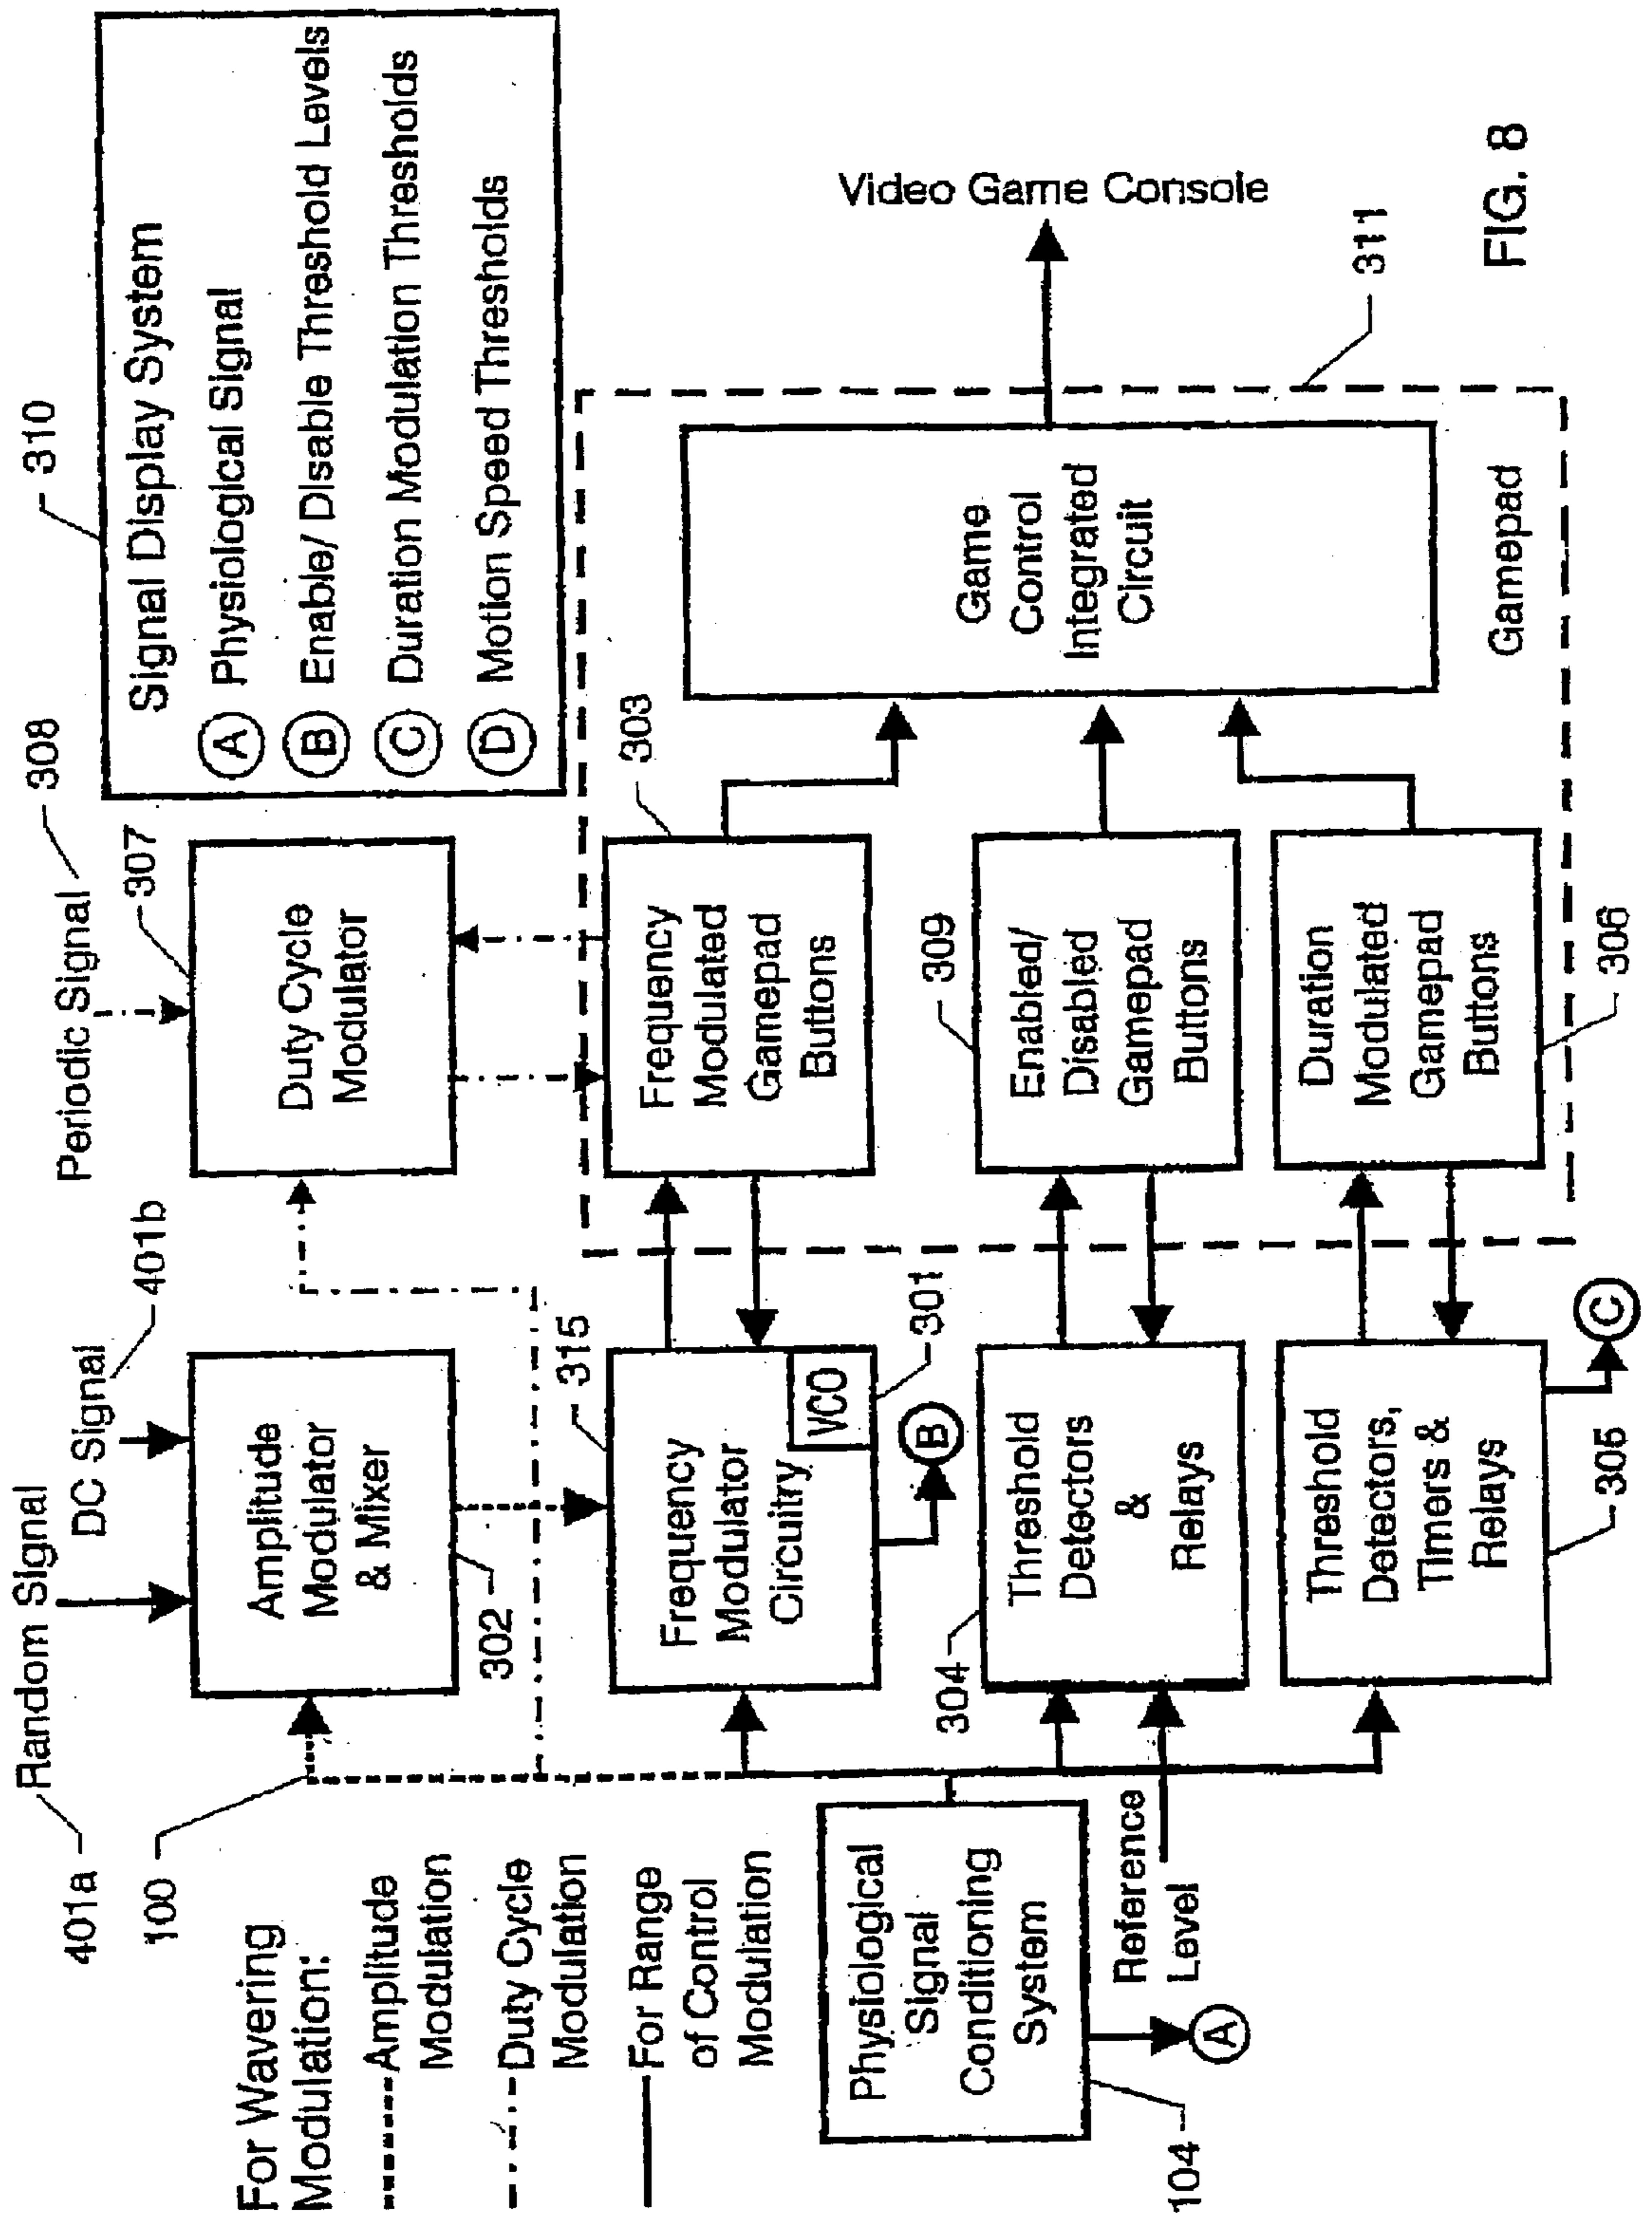 401a
Random Signal
DC Signal
401b
Periodic Signal
308
310
100
307
For Wavering
Modulation:
Amplitude
Modulation
Duty Cycle
Modulation
For Range
of Control
Modulation
Amplitude
Modulator
& Mixer
302
Duty Cycle
Modulator
Signal Display System
A Physiological Signal
B Enable/ Disable Threshold Levels
C Duration Modulation Thresholds
D Motion Speed Thresholds
315
303
Frequency
Modulator
Circuitry
VCO
301
B
Frequency
Modulated
Gamepad
Buttons
Physiological
Signal
Conditioning
System
104
A
Reference
Level
304
Threshold
Detectors
&
Relays
309
Enabled/
Disabled
Gamepad
Buttons
Game
Control
Integrated
Circuit
Video Game Console
Threshold
Detectors,
Timers &
Relays
305
C
Duration
Modulated
Gamepad
Buttons
306
Gamepad
311
FIG. 8